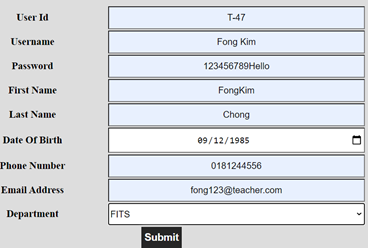 User Id T-47
Username Fong Kim
Password 123456789Hello
First Name FongKim
Last Name Chong
Date Of Birth 09/12/1985
Phone Number 0181244556
Email Address fong123@teacher.com
Department FITS
Submit